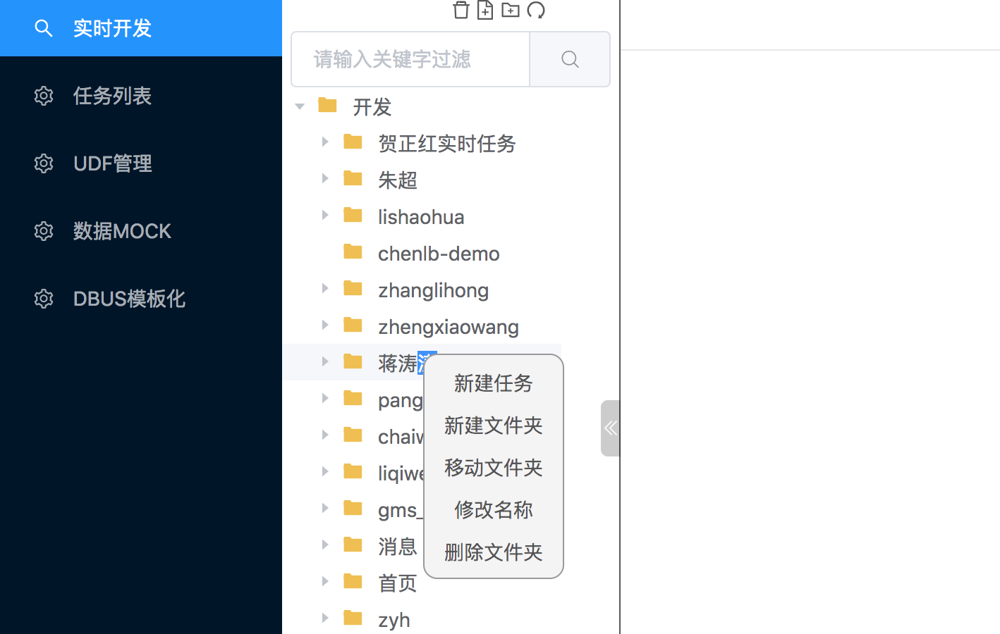 实时开发
任务列表
UDF管理
数据MOCK
DBUS模板化
请输入关键字过滤
开发
贺正红实时任务
朱超
lishaohua
chenlb-demo
zhanglihong
zhengxiaowang
蒋涛
pang
chaiw
liqiwe
gms_
消息
首页
zyh
新建任务
新建文件夹
移动文件夹
修改名称
删除文件夹